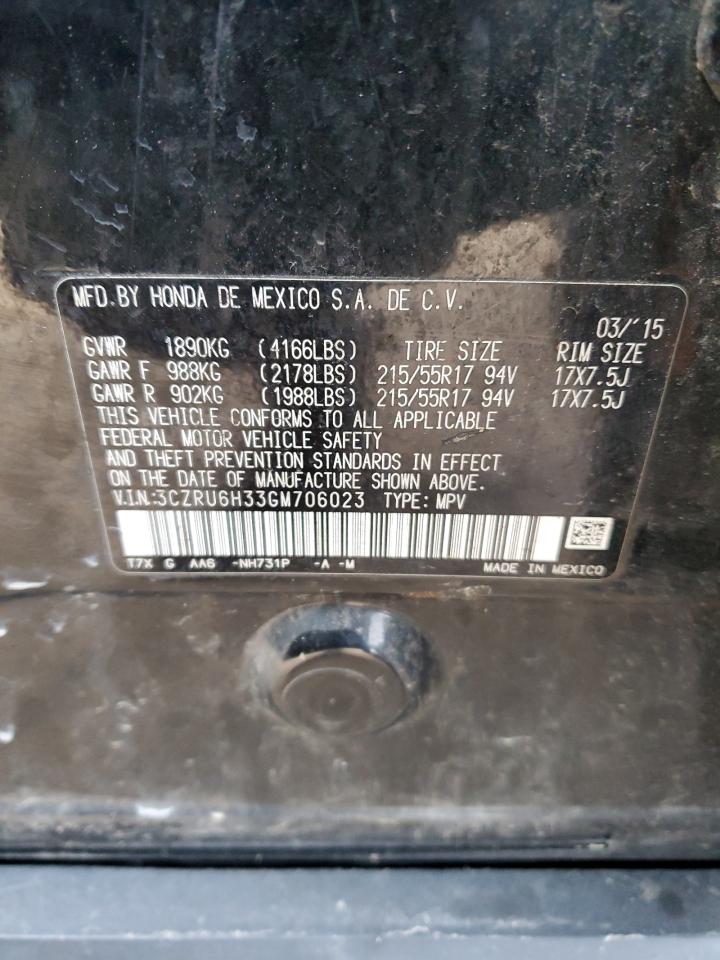 MFD. BY HONDA DE MEXICO S.A. DE C.V.
03/'15
GVWR 1890KG (4166LBS) TIRE SIZE RIM SIZE
GAWR F 988KG (2178LBS) 215/55R17 94V 17X7.5J
GAWR R 902KG (1988LBS) 215/55R17 94V 17X7.5J
THIS VEHICLE CONFORMS TO ALL APPLICABLE
FEDERAL MOTOR VEHICLE SAFETY
AND THEFT PREVENTION STANDARDS IN EFFECT
ON THE DATE OF MANUFACTURE SHOWN ABOVE.
V.I.N:3CZRU6H33GM706023 TYPE: MPV
T7X G AA6 -NH731P -A -M MADE IN MEXICO